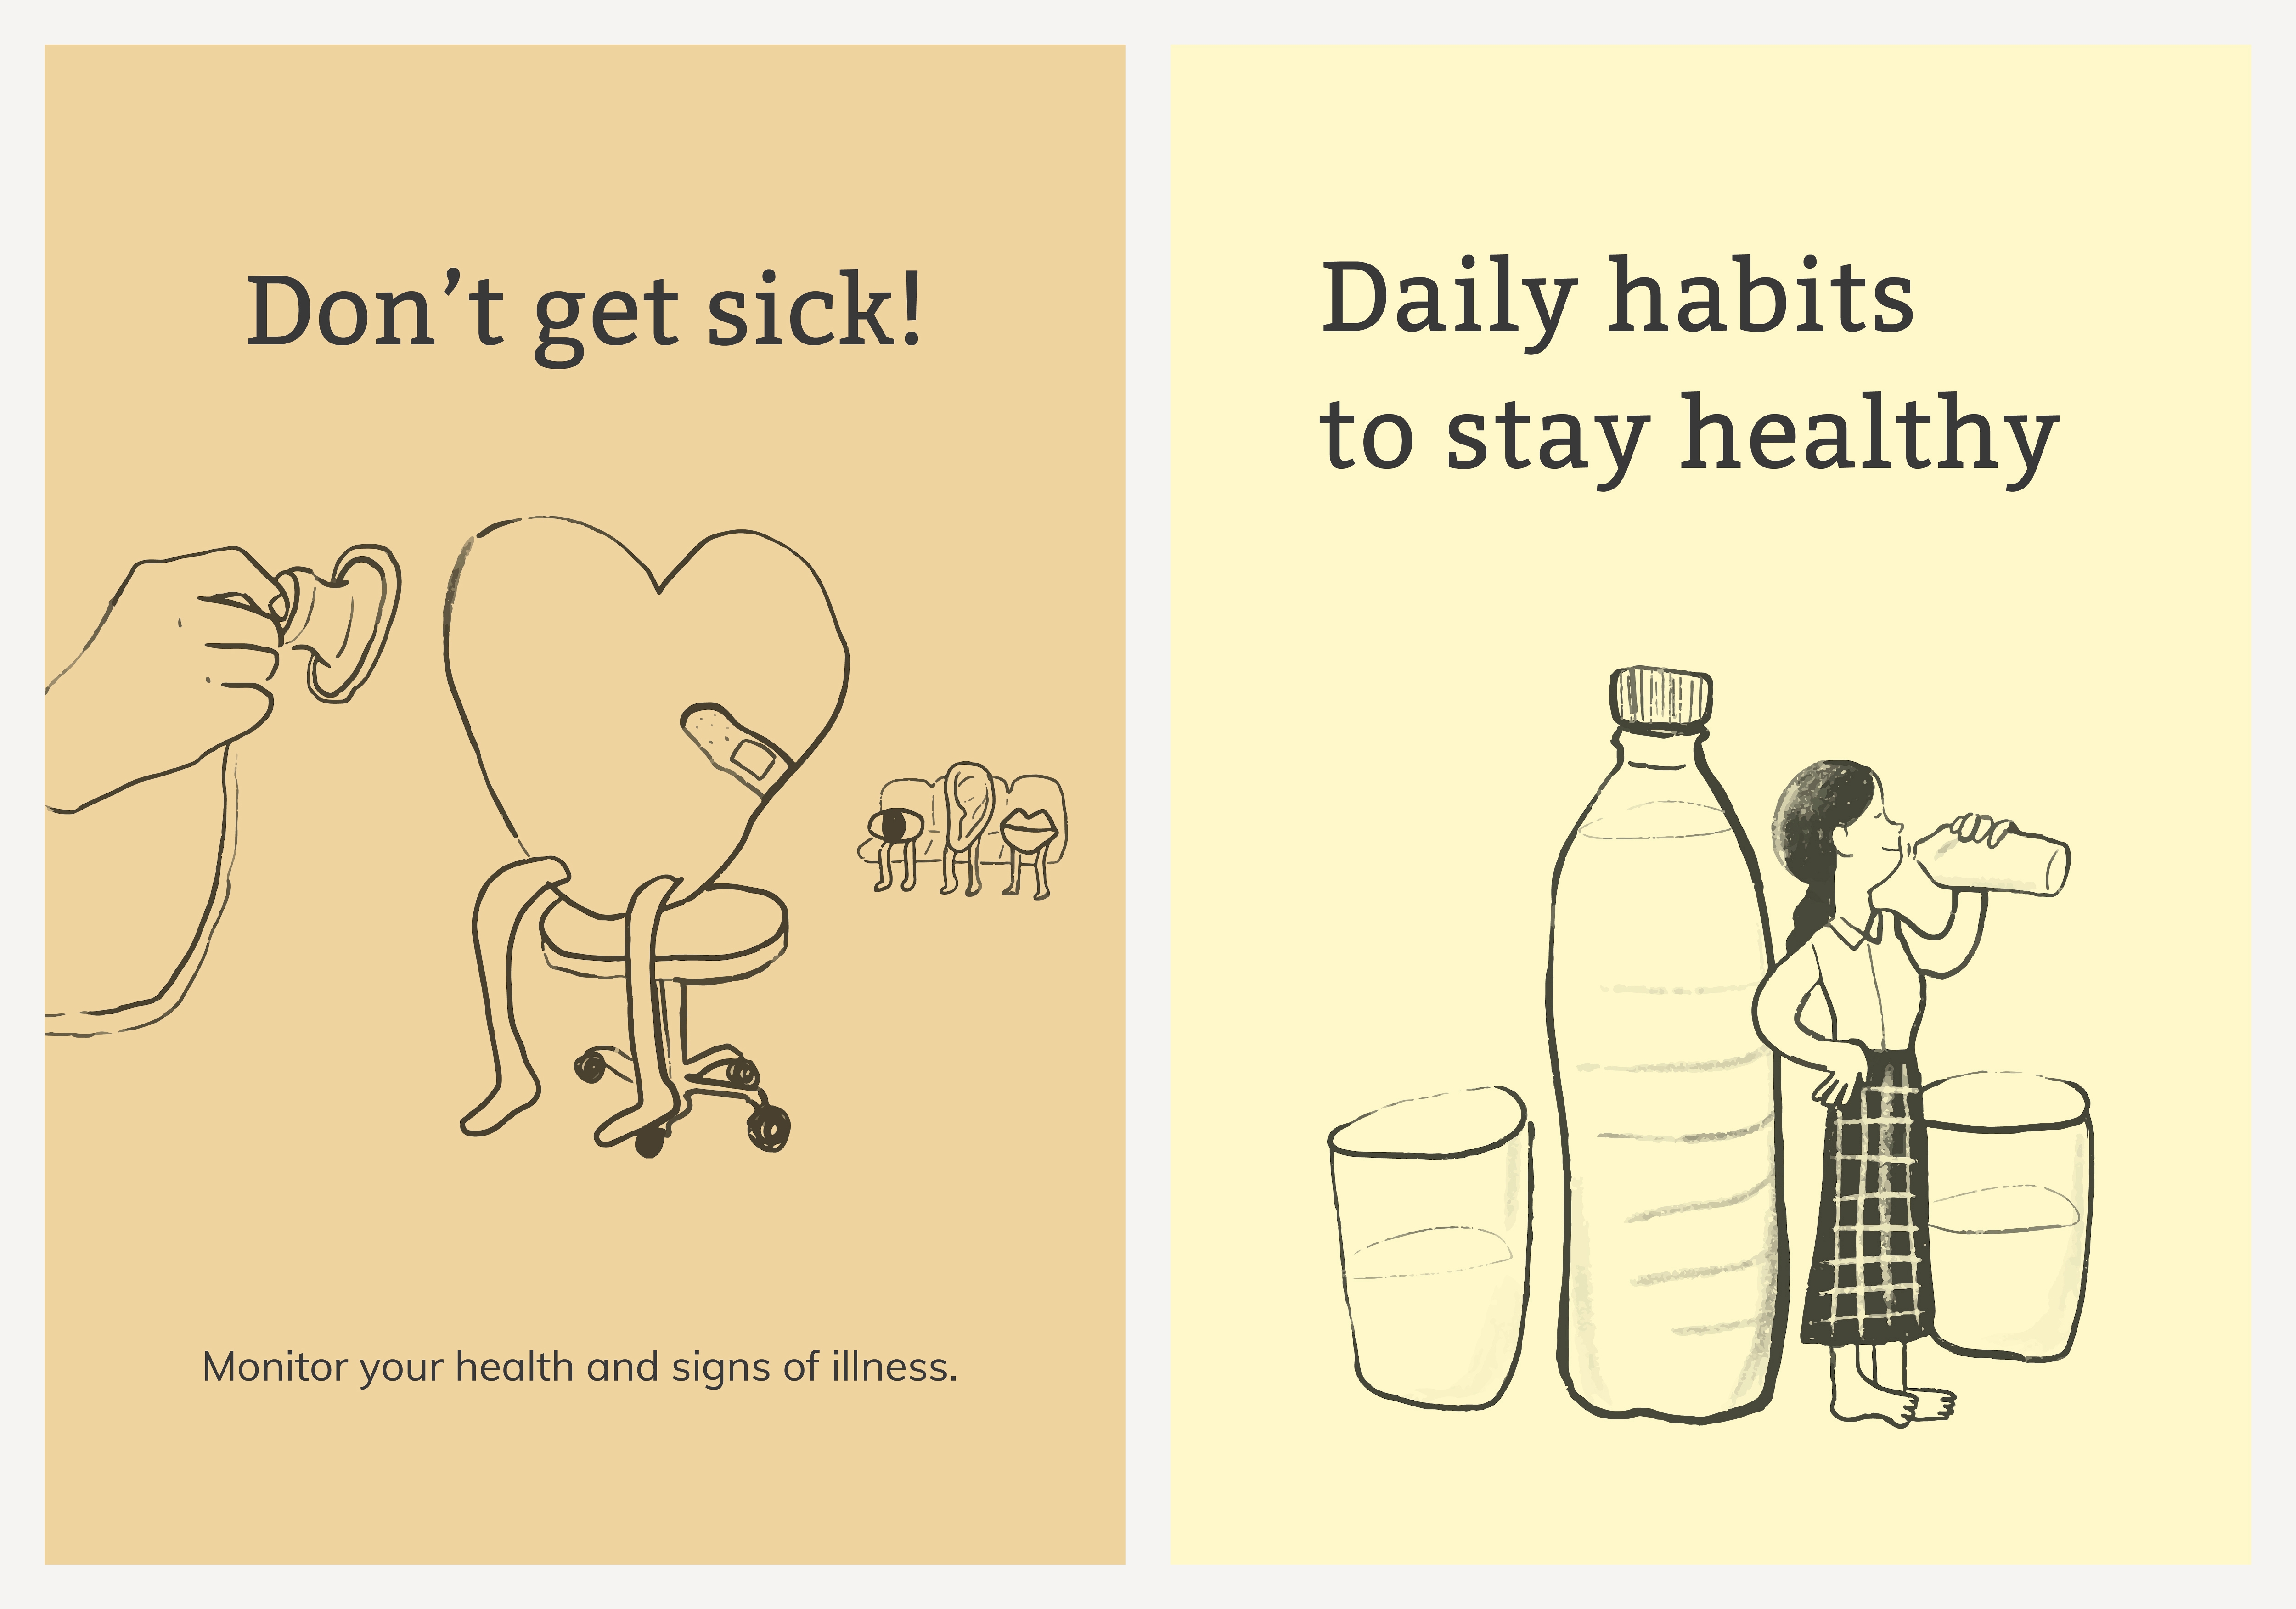 Don’t get sick!
Monitor your health and signs of illness.
Daily habits
to stay healthy